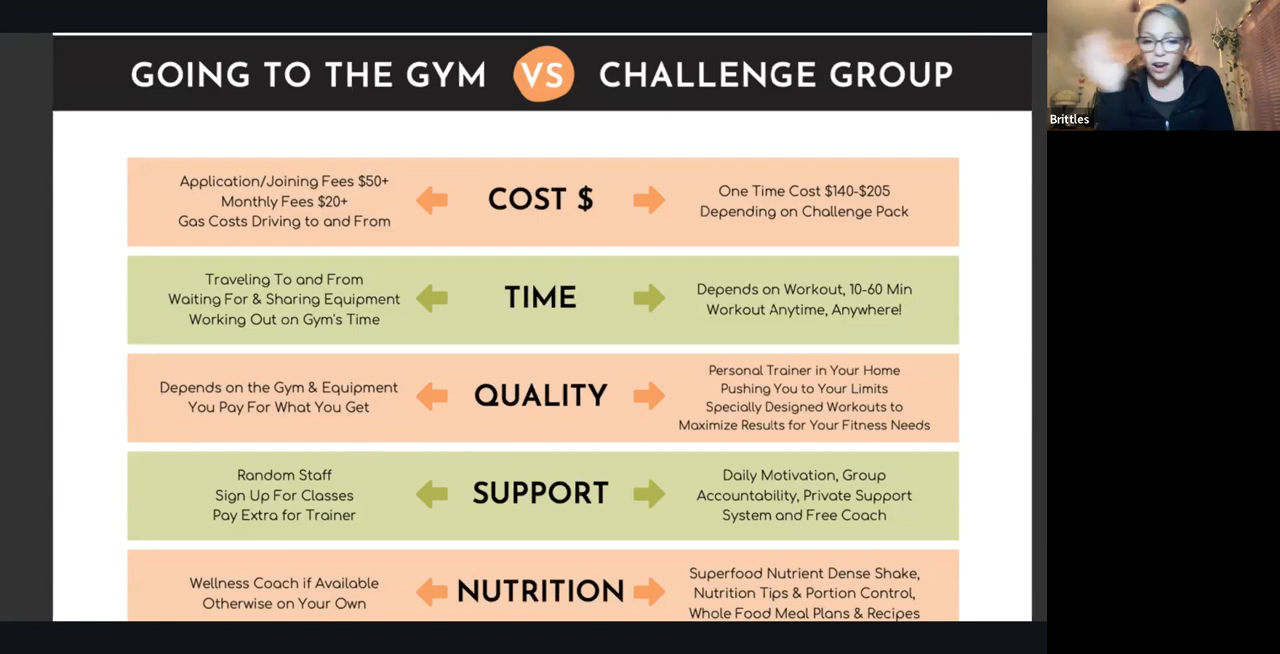 GOING TO THE GYM VS CHALLENGE GROUP
Brittles
Application/Joining Fees $50+
Monthly Fees $20+
Gas Costs Driving to and From
COST $
One Time Cost $140-$205
Depending on Challenge Pack
Traveling To and From
Waiting For & Sharing Equipment
Working Out on Gym's Time
TIME
Depends on Workout, 10-60 Min
Workout Anytime, Anywhere!
Depends on the Gym & Equipment
You Pay For What You Get
QUALITY
Personal Trainer in Your Home
Pushing You to Your Limits
Specially Designed Workouts to
Maximize Results for Your Fitness Needs
Random Staff
Sign Up For Classes
Pay Extra for Trainer
SUPPORT
Daily Motivation, Group
Accountability, Private Support
System and Free Coach
Wellness Coach if Available
Otherwise on Your Own
NUTRITION
Superfood Nutrient Dense Shake,
Nutrition Tips & Portion Control,
Whole Food Meal Plans & Recipes